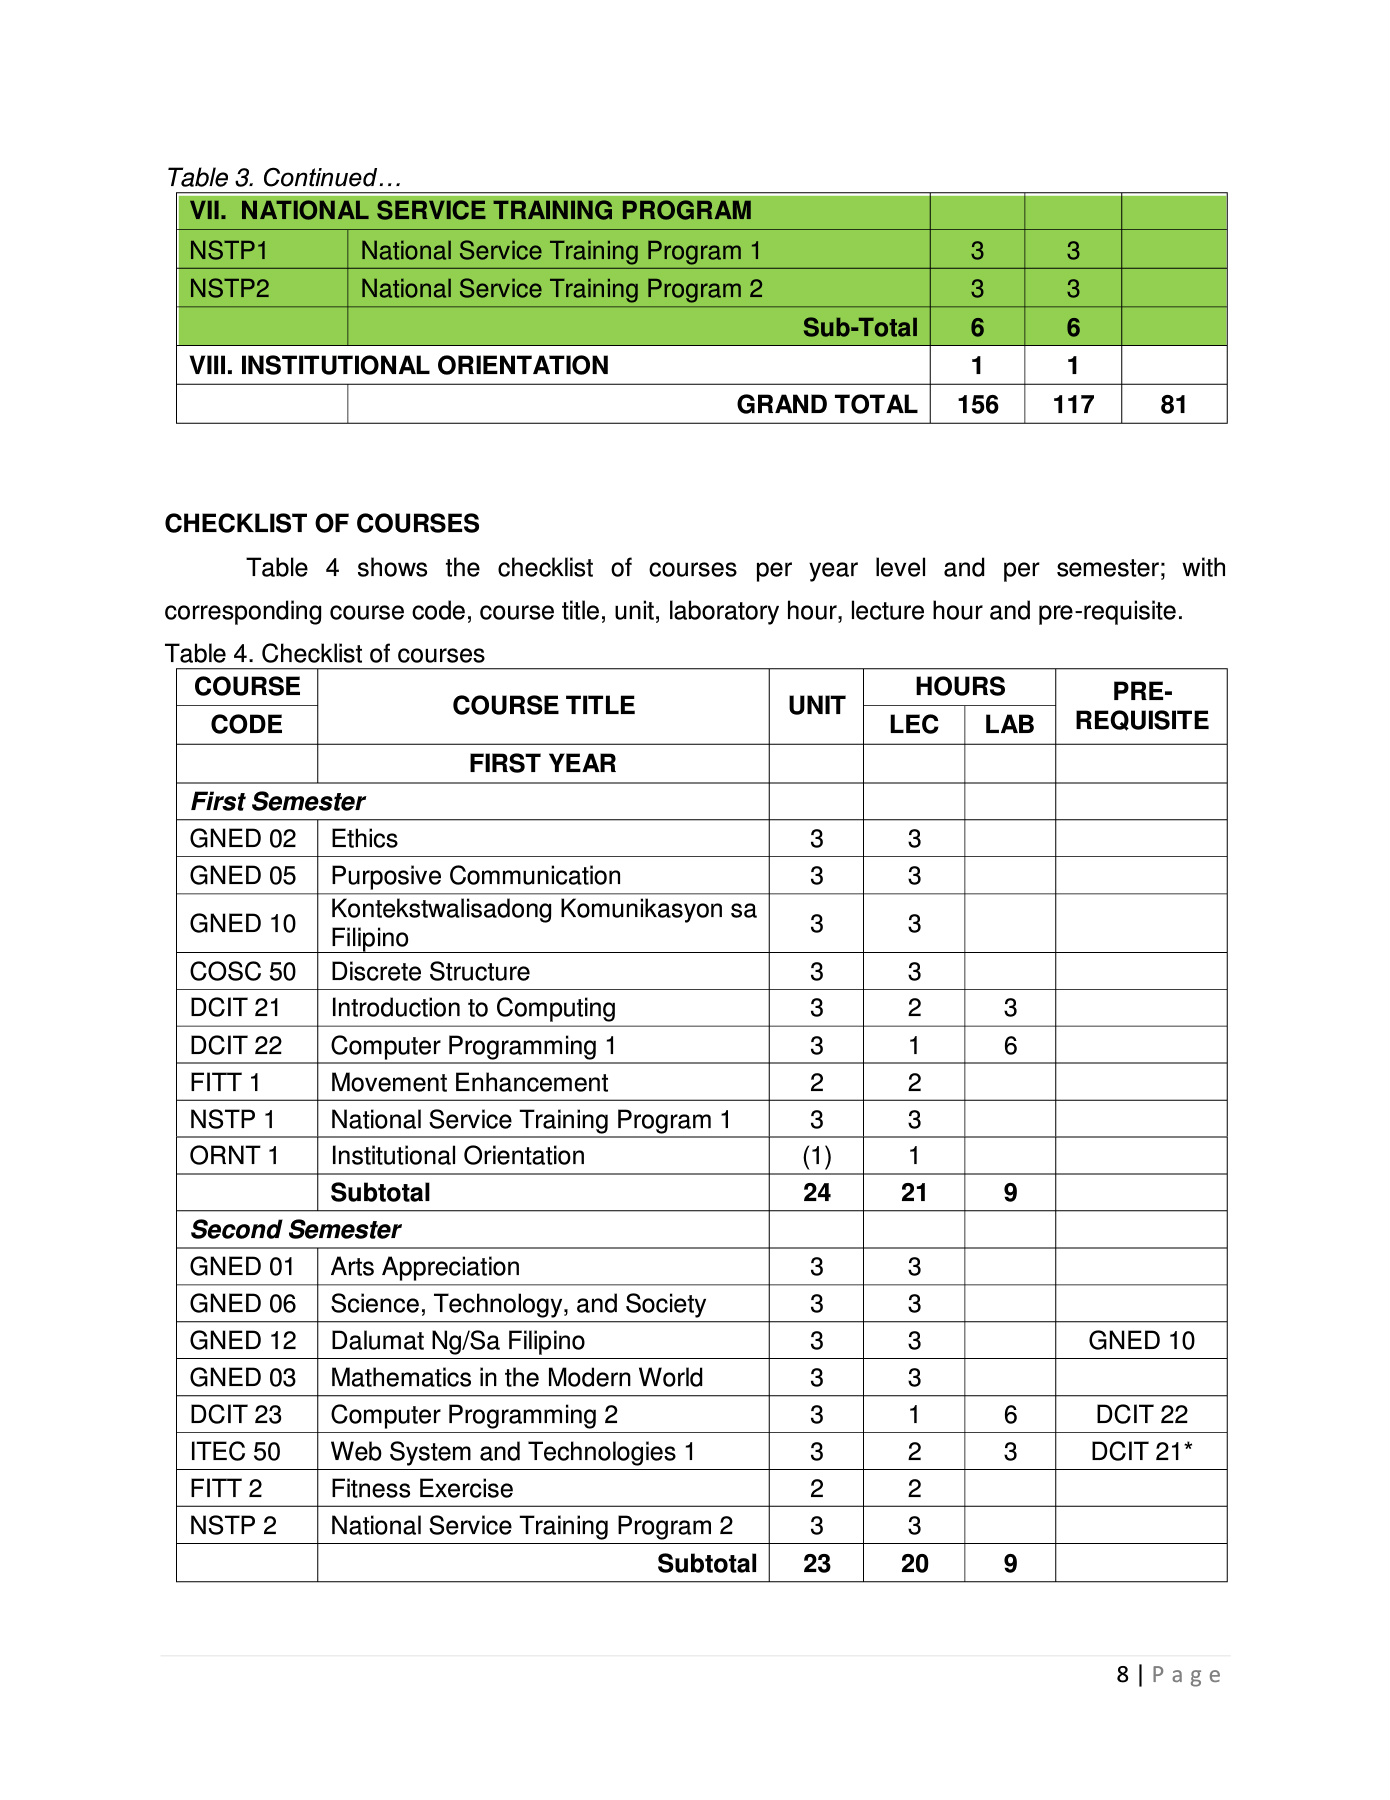 Table 3. Continued…
VII. NATIONAL SERVICE TRAINING PROGRAM
NSTP1 National Service Training Program 1 3 3
NSTP2 National Service Training Program 2 3 3
Sub-Total 6 6
VIII. INSTITUTIONAL ORIENTATION 1 1
GRAND TOTAL 156 117 81
CHECKLIST OF COURSES
Table 4 shows the checklist of courses per year level and per semester; with
corresponding course code, course title, unit, laboratory hour, lecture hour and pre-requisite.
Table 4. Checklist of courses
COURSE CODE COURSE TITLE UNIT HOURS LEC LAB PRE-REQUISITE
FIRST YEAR
First Semester
GNED 02 Ethics 3 3
GNED 05 Purposive Communication 3 3
GNED 10 Kontekstwalisadong Komunikasyon sa
Filipino 3 3
COSC 50 Discrete Structure 3 3
DCIT 21 Introduction to Computing 3 2 3
DCIT 22 Computer Programming 1 3 1 6
FITT 1 Movement Enhancement 2 2
NSTP 1 National Service Training Program 1 3 3
ORNT 1 Institutional Orientation (1) 1
Subtotal 24 21 9
Second Semester
GNED 01 Arts Appreciation 3 3
GNED 06 Science, Technology, and Society 3 3
GNED 12 Dalumat Ng/Sa Filipino 3 3 GNED 10
GNED 03 Mathematics in the Modern World 3 3
DCIT 23 Computer Programming 2 3 1 6 DCIT 22
ITEC 50 Web System and Technologies 1 3 2 3 DCIT 21*
FITT 2 Fitness Exercise 2 2
NSTP 2 National Service Training Program 2 3 3
Subtotal 23 20 9
8 | Page